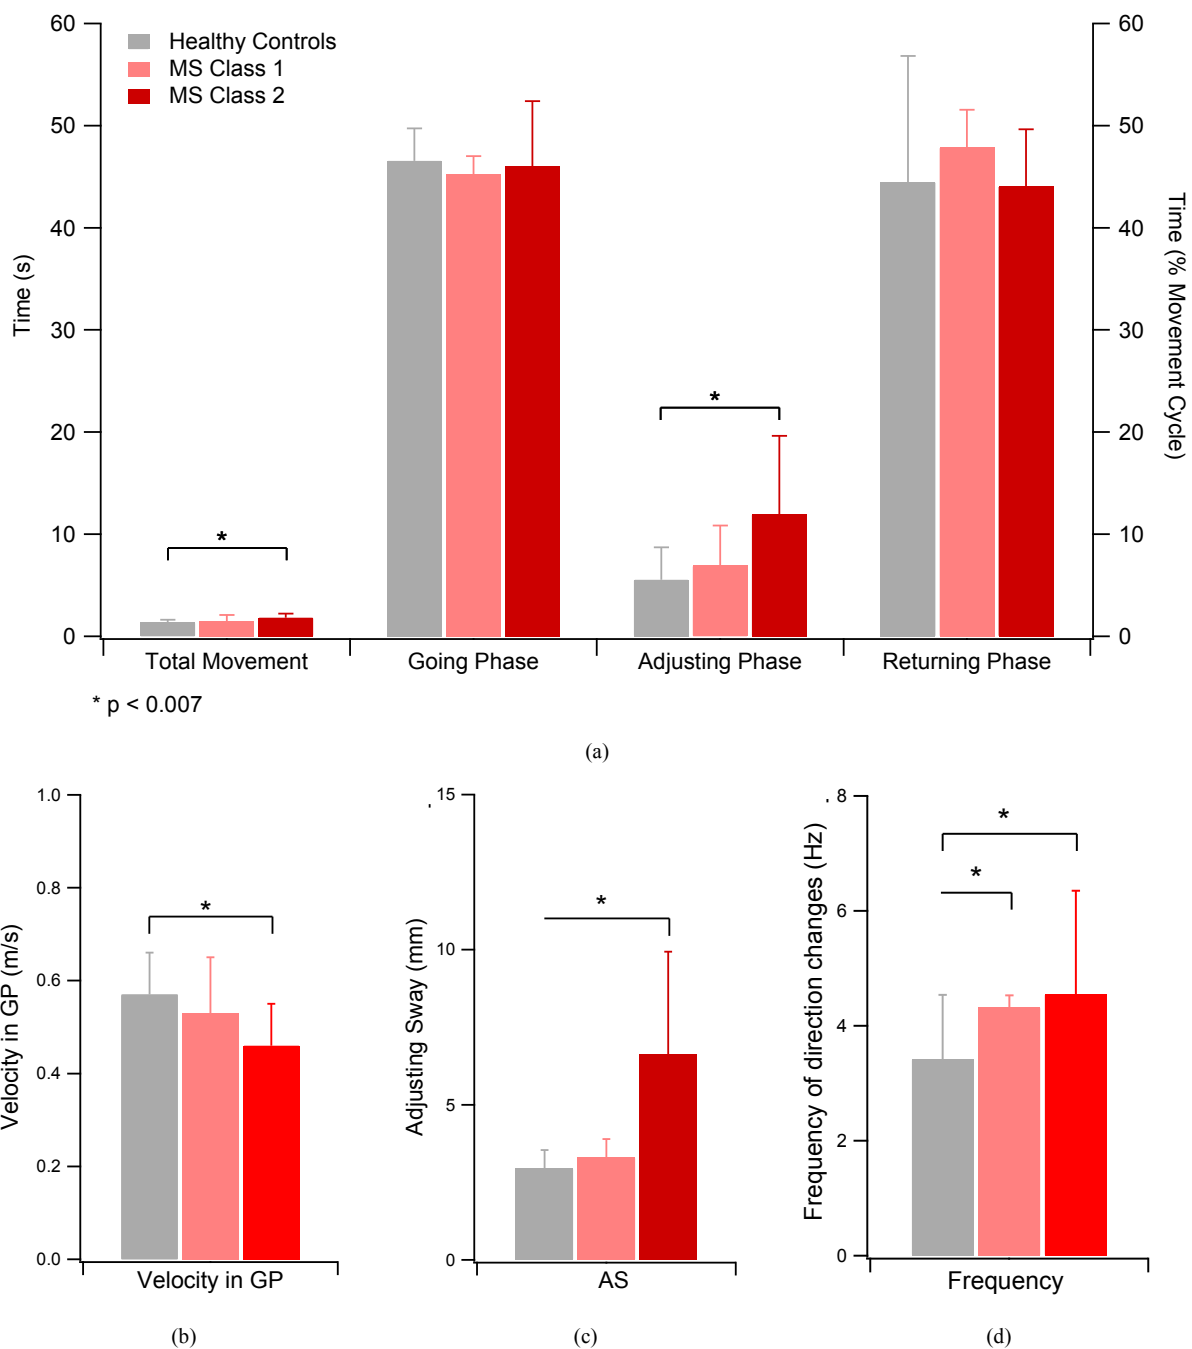 60
50
40
30
20
10
0
Time (s)
Healthy Controls
MS Class 1
MS Class 2
*
*
60
50
40
30
20
10
0
Time (% Movement Cycle)
Total Movement Going Phase Adjusting Phase Returning Phase
* p < 0.007
(a)
1.0
0.8
0.6
0.4
0.2
0.0
Velocity in GP (m/s)
*
Velocity in GP
(b)
15
10
5
0
Adjusting Sway (mm)
*
AS
(c)
8
6
4
2
0
Frequency of direction changes (Hz)
*
*
Frequency
(d)